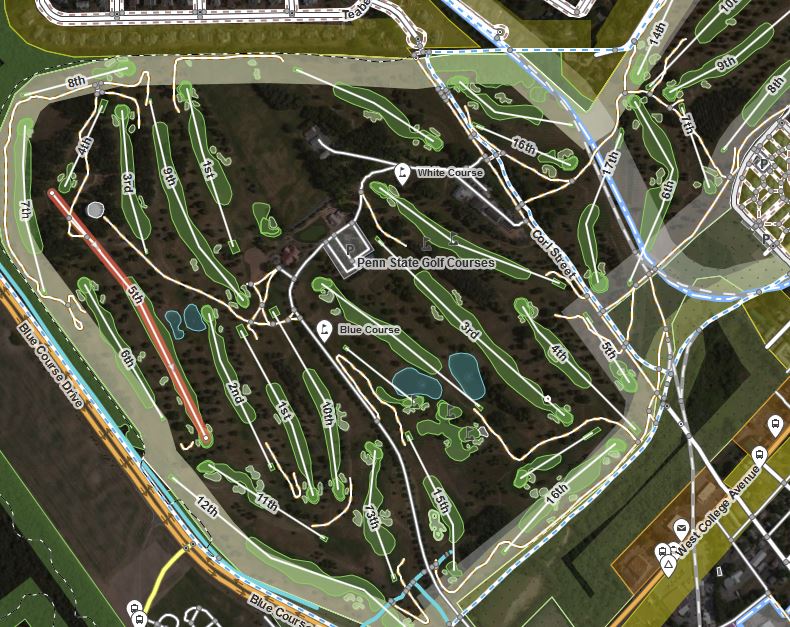 Teabe
14th
10
9th
8th
8th
7th
4th
3rd
9th
1st
16th
17th
6th
White Course
7th
Corl Street
P
P
Penn State Golf Courses
5th
Blue Course
3rd
4th
5th
6th
2nd
1st
10th
Blue Course Drive
12th
11th
73th
15th
16th
West College Avenue
Blue Course